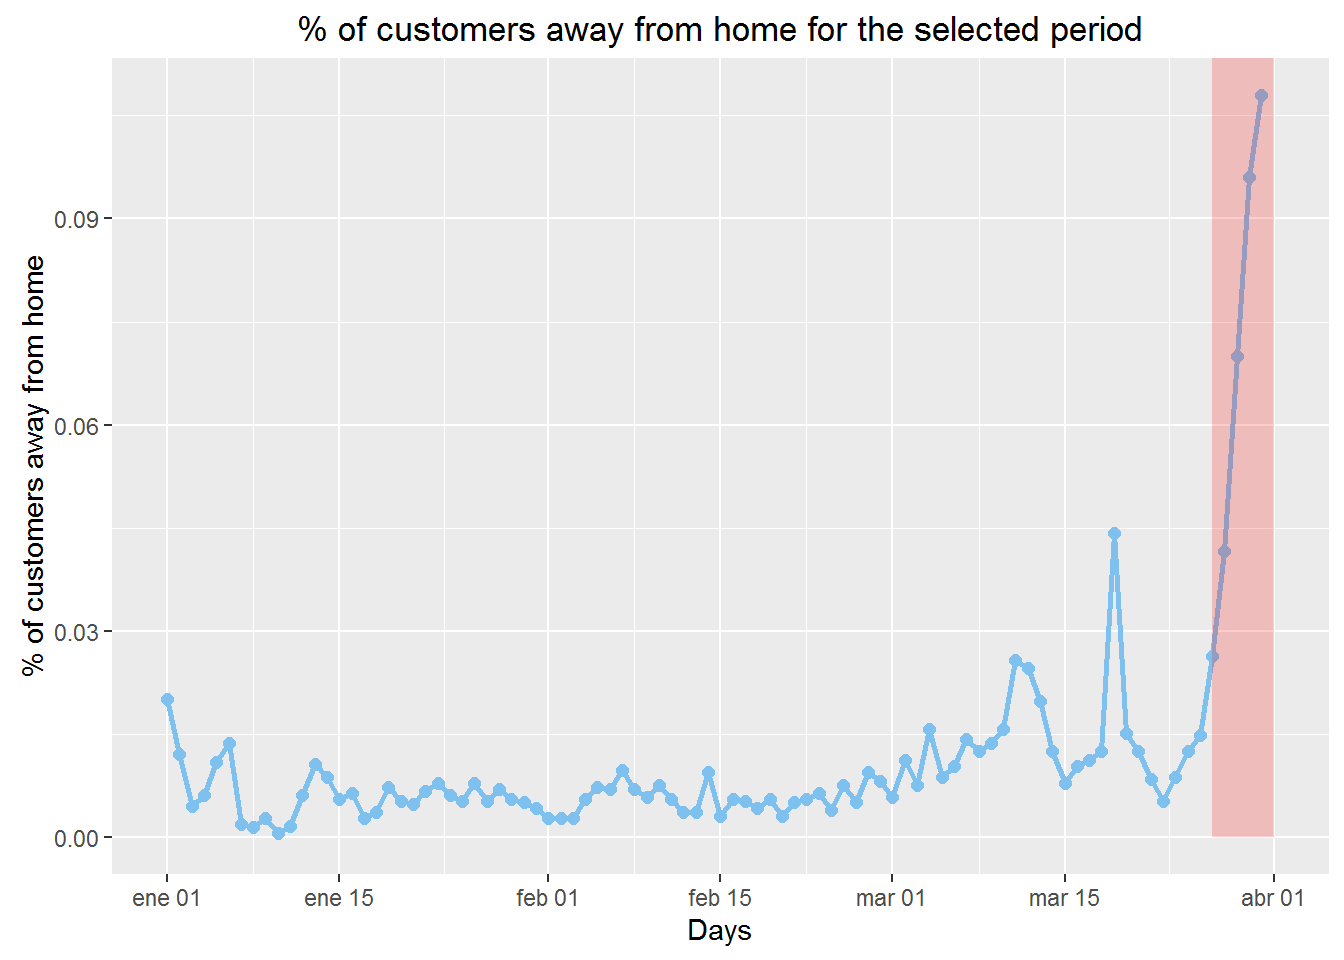 % of customers away from home for the selected period
% of customers away from home
0.09
0.06
0.03
0.00
ene 01
ene 15
feb 01
feb 15
mar 01
mar 15
abr 01
Days